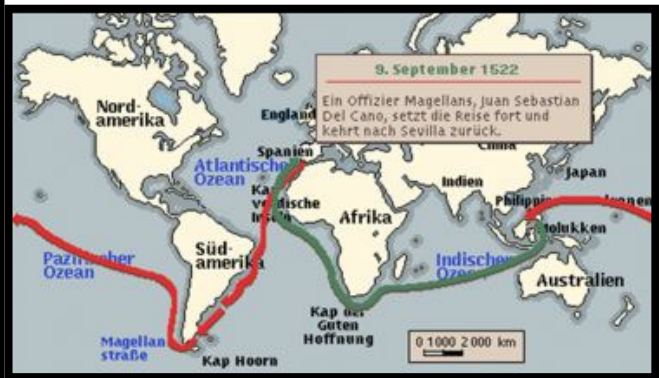 9. September 1522
Ein Offizier Magellans, Juan Sebastian
Del Cano, setzt die Reise fort und
kehrt nach Sevilla zurück.
Nord-
amerika
England
Spanien
China
Atlantische
Ozean
Japan
Indien
Afrika
Süd-
amerika
Molukken
Pazifischer
Ozean
Indischer
Australien
Kap der
Guten
Hoffnung
Magellan
straße
Kap Hoorn
0 1000 2000 km